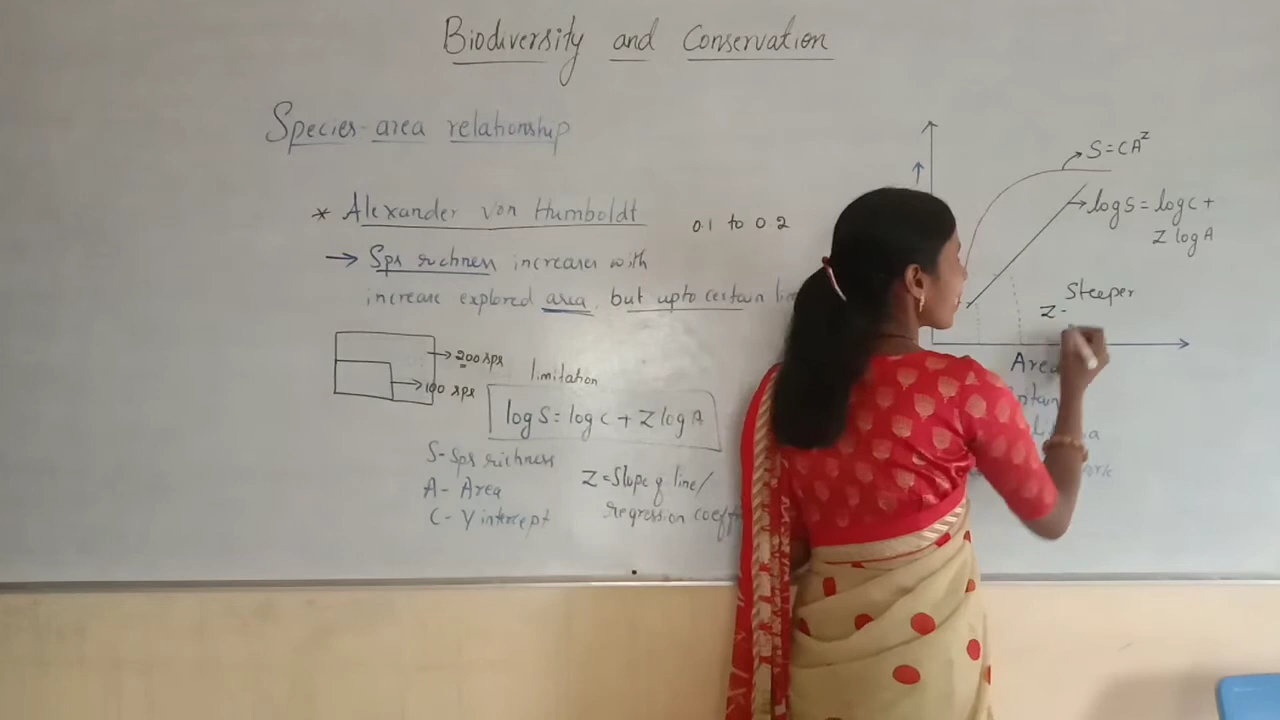 Biodiversity and Conservation
Species-area relationship
* Alexander von Humboldt
0.1 to 0.2
→ Sps richness increases with
increase explored area, but upto certain
→ 200 sps
→ 100 sps
limitation
log S = log C + Z log A
S - Sps richness
A - Area
C - Y intercept
Z = Slope of line/
regression
S = CA^Z
log S = log C +
Z log A
Steeper
Z -
Area